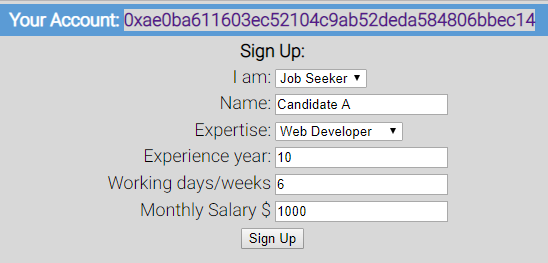 Your Account: 0xae0ba611603ec52104c9ab52deda584806bbec14
Sign Up:
I am: Job Seeker
Name: Candidate A
Expertise: Web Developer
Experience year: 10
Working days/weeks 6
Monthly Salary $ 1000
Sign Up